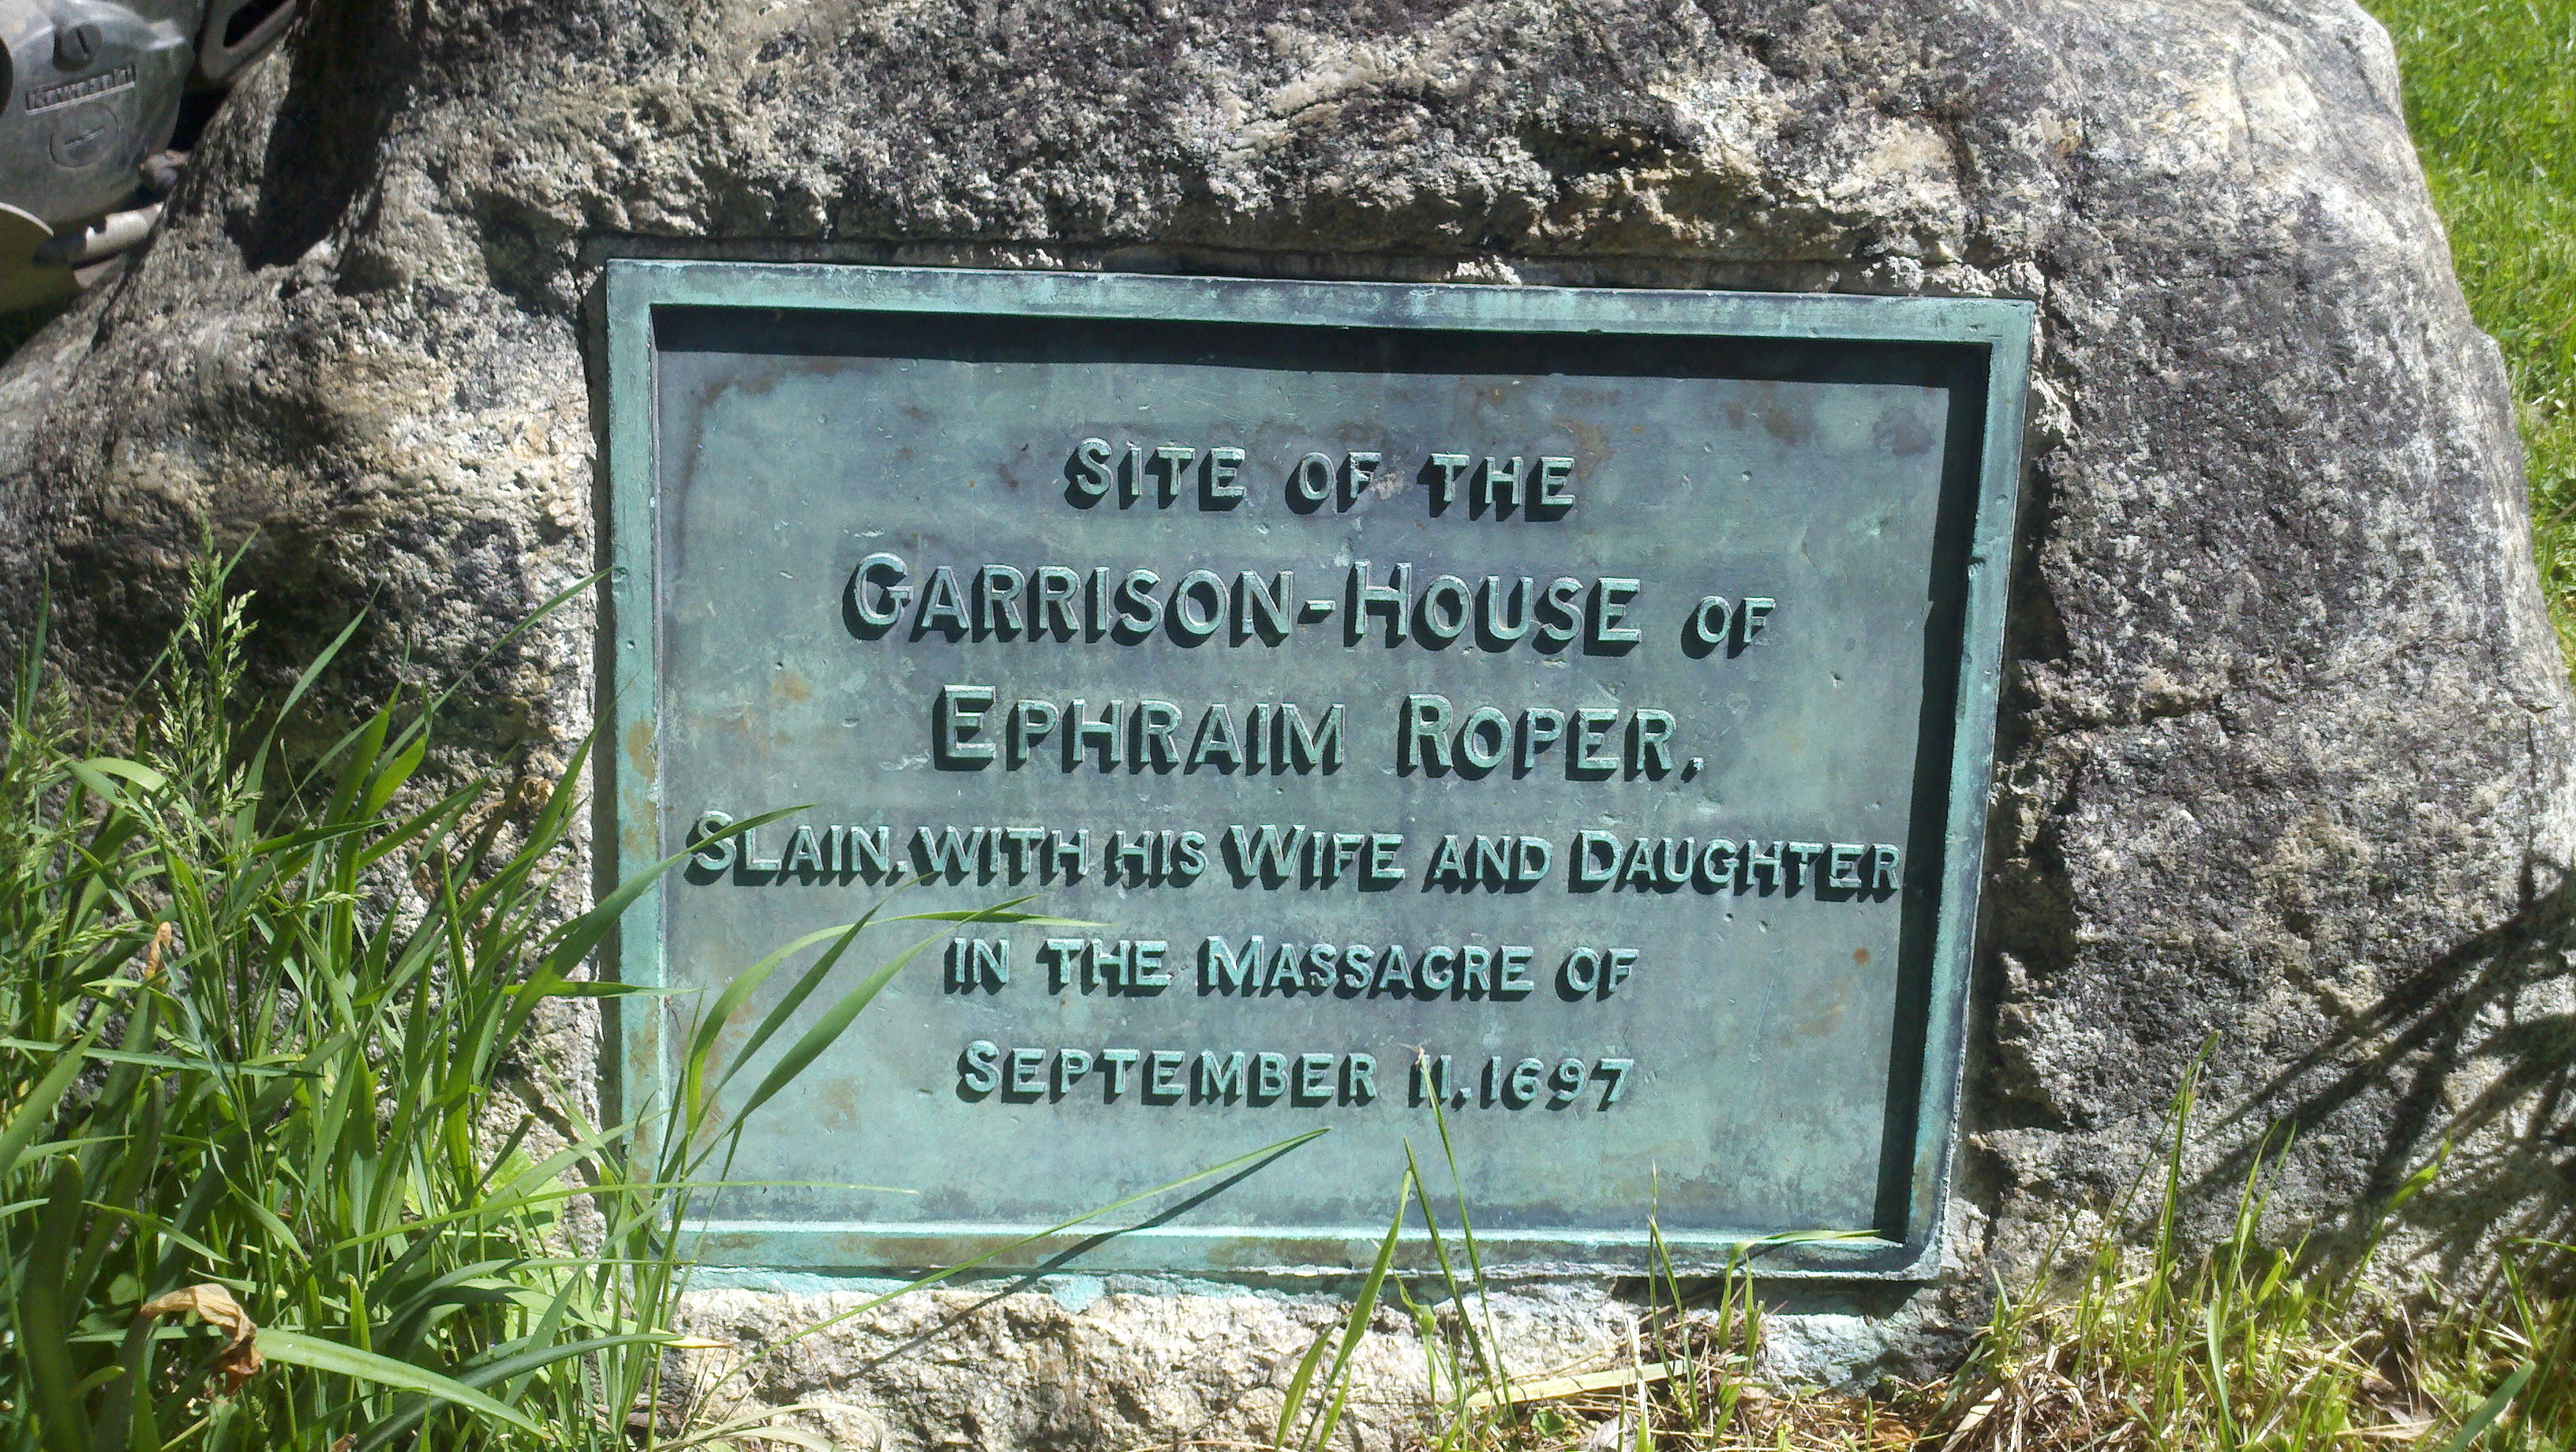 Kawasaki
SITE OF THE
GARRISON-HOUSE OF
EPHRAIM ROPER,
SLAIN, WITH HIS WIFE AND DAUGHTER
IN THE MASSACRE OF
SEPTEMBER 11, 1697